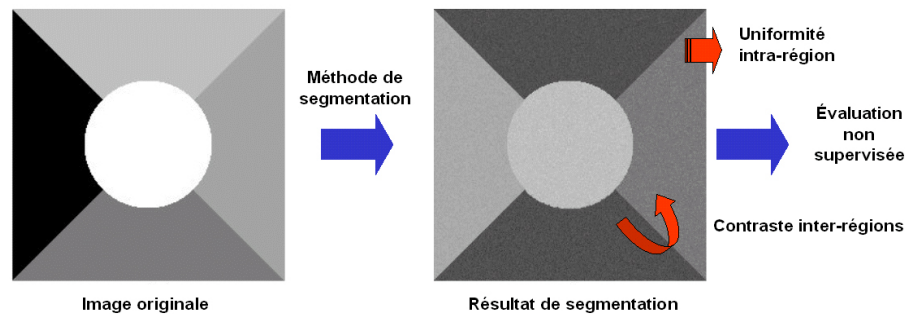 Méthode de
segmentation
Uniformité
intra-région
Évaluation
non
supervisée
Contraste inter-régions
Image originale
Résultat de segmentation